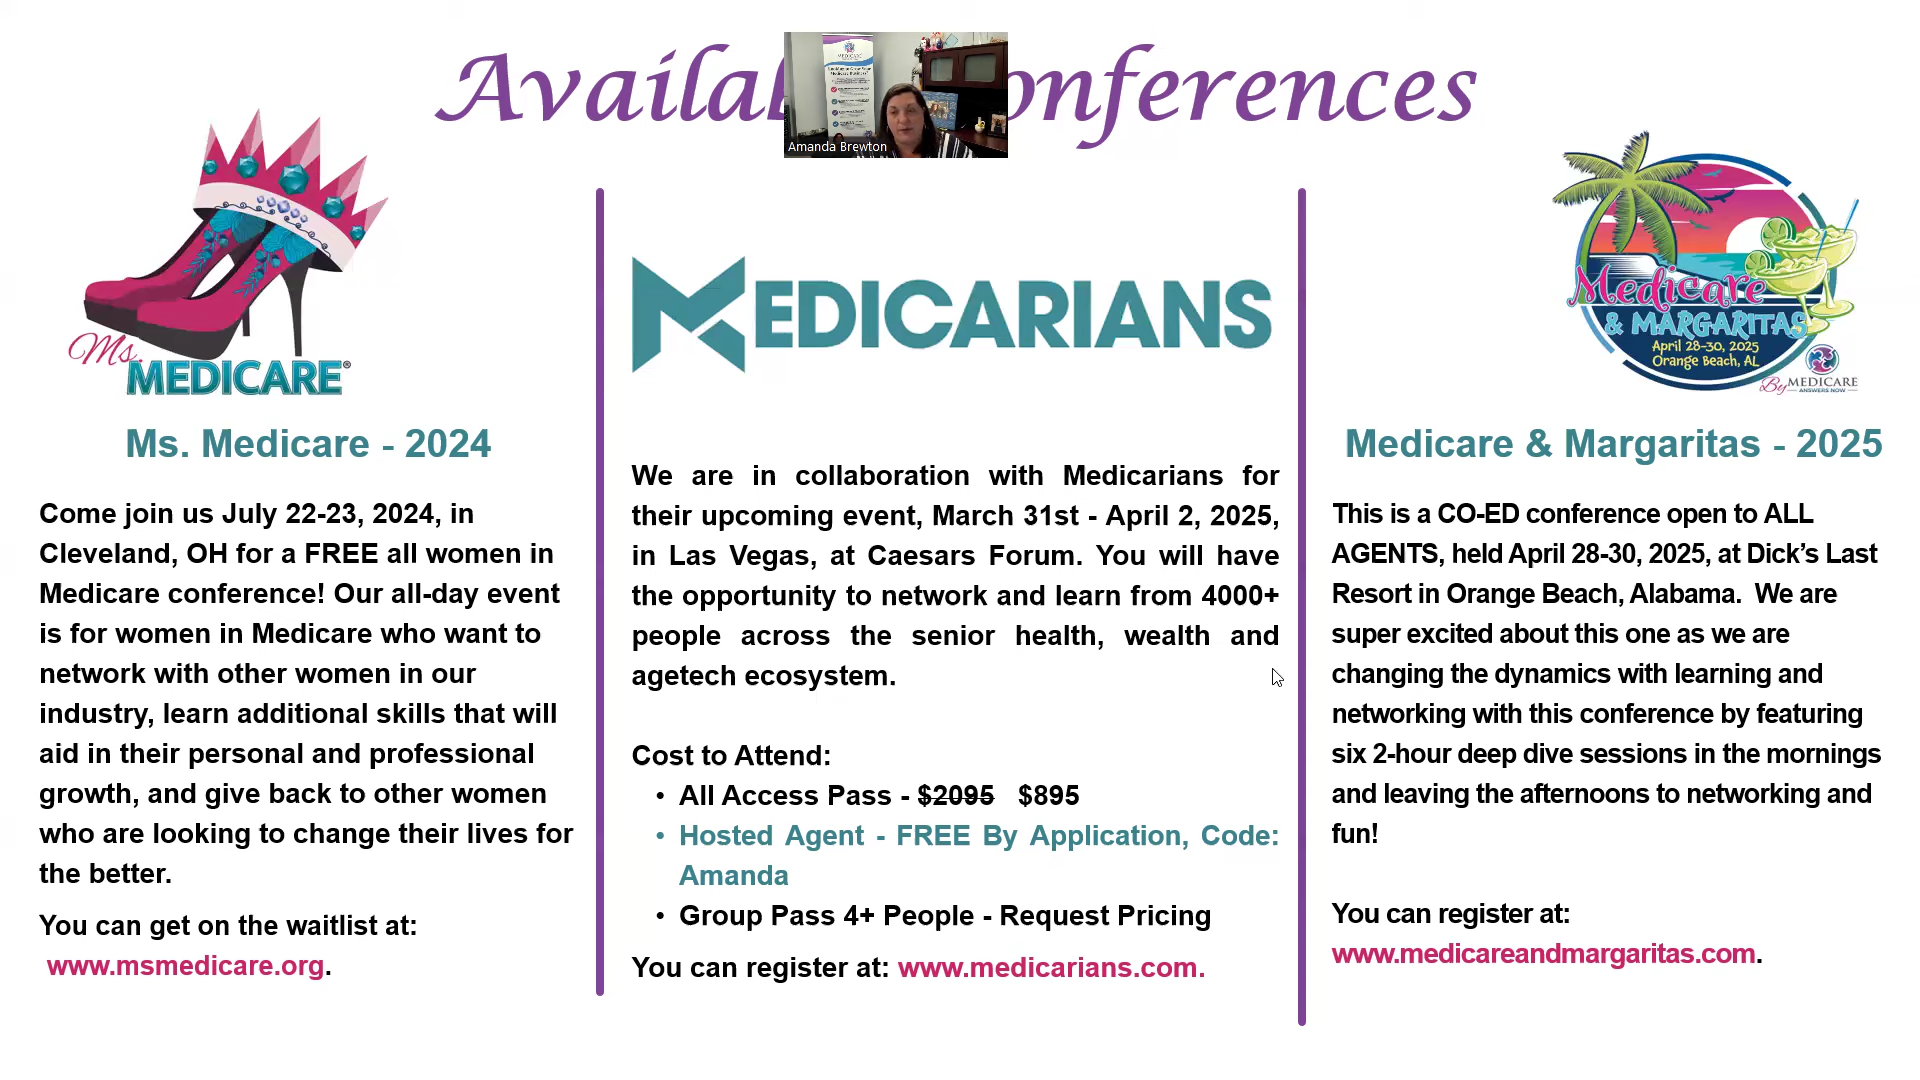 Availab onferences
MEDICARE
Amanda Brewton
Ms.
MEDICARE®
MEDICARIANS
Medicare
& MARGARITAS
April 28-30, 2025
Orange Beach, AL
By MEDICARE
ANSWERS NOW
Ms. Medicare - 2024
Come join us July 22-23, 2024, in
Cleveland, OH for a FREE all women in
Medicare conference! Our all-day event
is for women in Medicare who want to
network with other women in our
industry, learn additional skills that will
aid in their personal and professional
growth, and give back to other women
who are looking to change their lives for
the better.
You can get on the waitlist at:
www.msmedicare.org.
We are in collaboration with Medicarians for
their upcoming event, March 31st - April 2, 2025,
in Las Vegas, at Caesars Forum. You will have
the opportunity to network and learn from 4000+
people across the senior health, wealth and
agetech ecosystem.
Cost to Attend:
• All Access Pass - $2095 $895
• Hosted Agent - FREE By Application, Code:
Amanda
• Group Pass 4+ People - Request Pricing
You can register at: www.medicarians.com.
Medicare & Margaritas - 2025
This is a CO-ED conference open to ALL
AGENTS, held April 28-30, 2025, at Dick’s Last
Resort in Orange Beach, Alabama. We are
super excited about this one as we are
changing the dynamics with learning and
networking with this conference by featuring
six 2-hour deep dive sessions in the mornings
and leaving the afternoons to networking and
fun!
You can register at:
www.medicareandmargaritas.com.